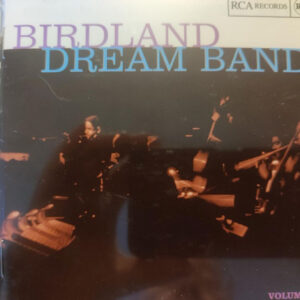 RCA RECORDS
BIRDLAND
DREAM BAND
VOLUM